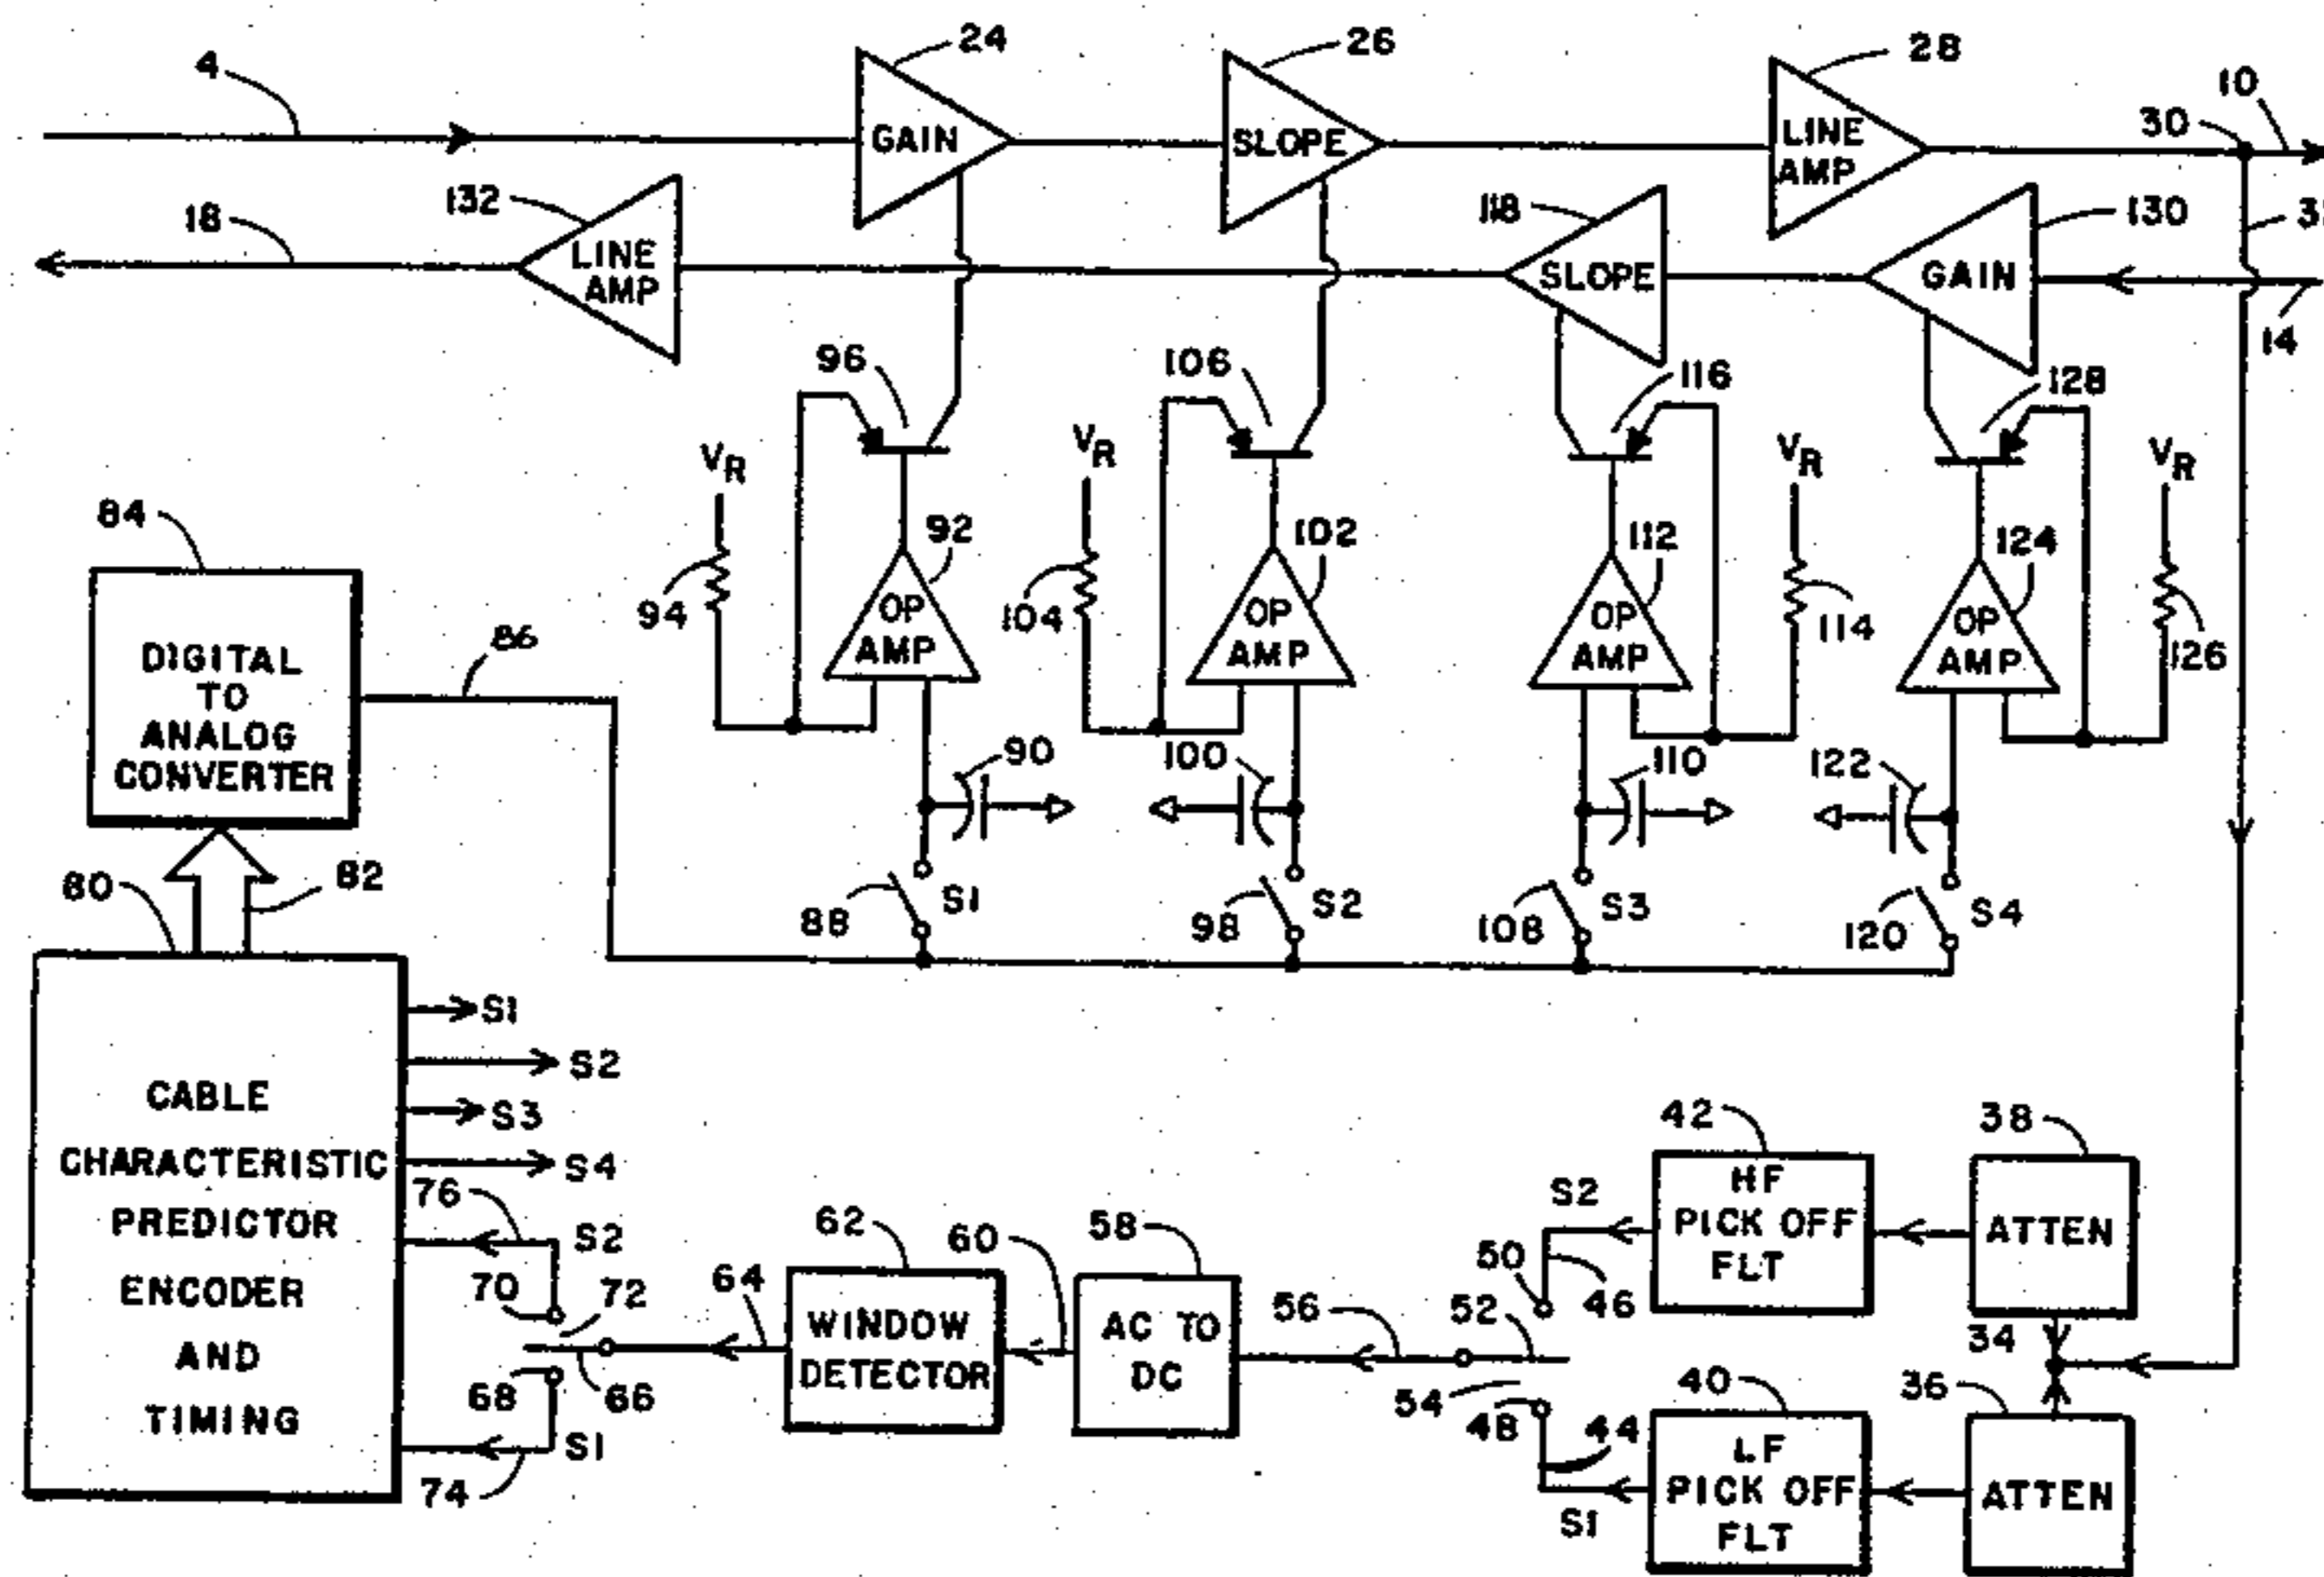 4
24
26
28
10
30
GAIN
SLOPE
LINE
AMP
18
132
LINE
AMP
118
SLOPE
130
GAIN
14
96
106
116
128
VR
VR
VR
VR
84
94
92
OP
AMP
104
102
OP
AMP
112
OP
AMP
114
124
OP
AMP
126
DIGITAL
TO
ANALOG
CONVERTER
86
90
100
110
122
80
82
88
S1
98
S2
108
S3
120
S4
S1
S2
S3
S4
CABLE
CHARACTERISTIC
PREDICTOR
ENCODER
AND
TIMING
76
S2
70
72
68
66
S1
74
64
62
WINDOW
DETECTOR
60
58
AC TO
DC
56
52
54
50
S2
46
48
44
S1
42
HF
PICK OFF
FLT
38
ATTEN
34
40
LF
PICK OFF
FLT
36
ATTEN